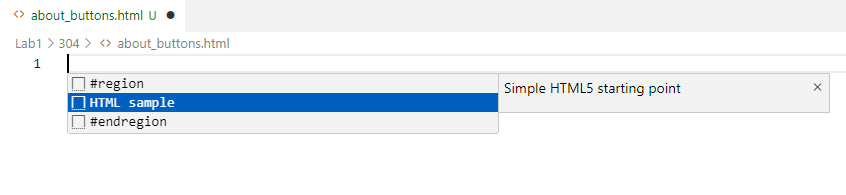 <> about_buttons.html U ●
Lab1 > 304 > <> about_buttons.html
1
#region
HTML sample
#endregion
Simple HTML5 starting point ×